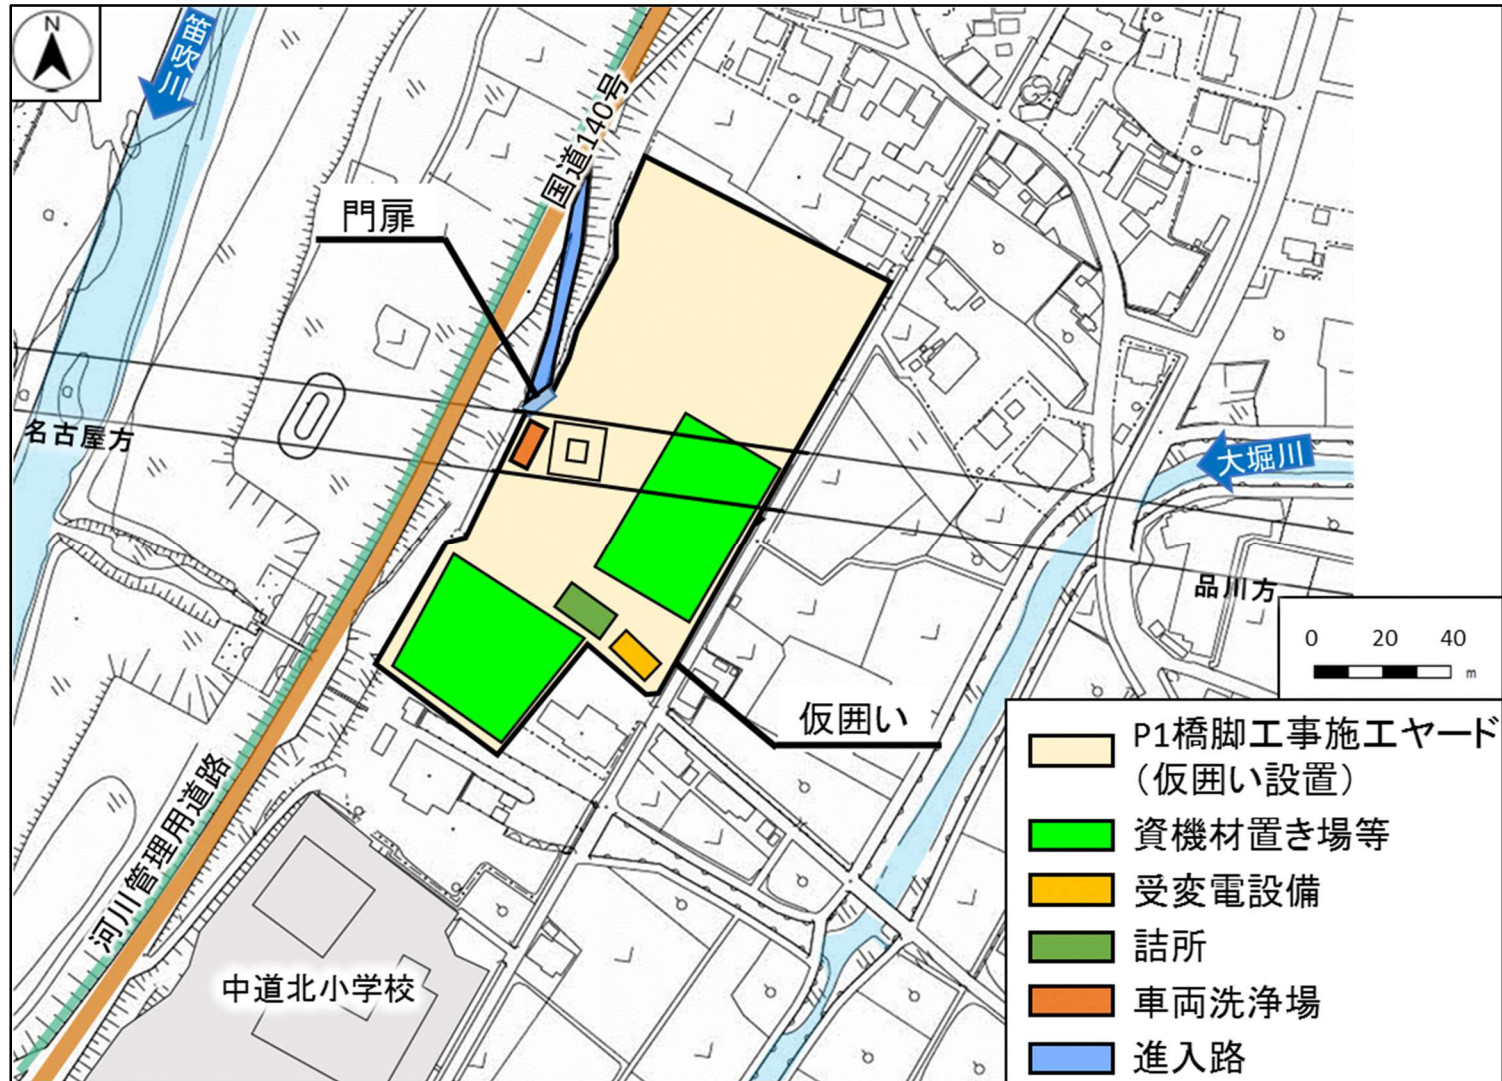 N
笛吹川
国道140号
門扉
名古屋方
大堀川
品川方
0 20 40
m
仮囲い
河川管理用道路
中道北小学校
P1橋脚工事施工ヤード
（仮囲い設置）
資機材置き場等
受変電設備
詰所
車両洗浄場
進入路